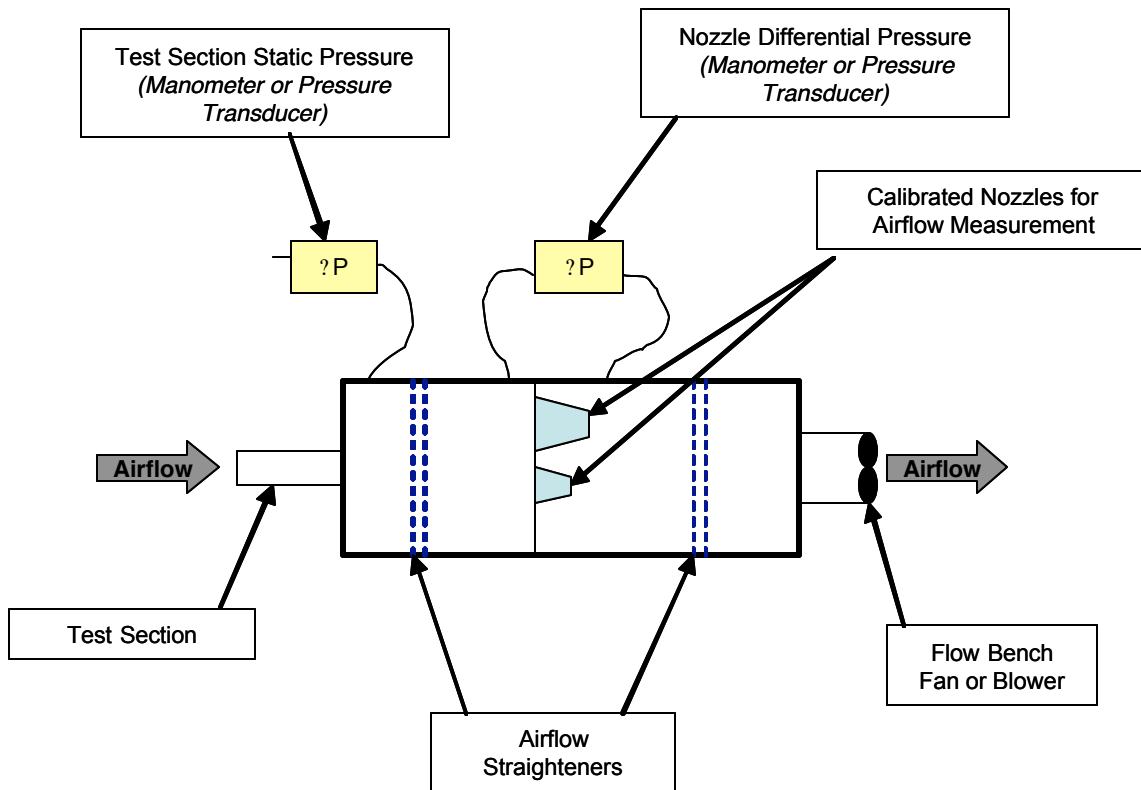 Test Section Static Pressure
(Manometer or Pressure
Transducer)
Nozzle Differential Pressure
(Manometer or Pressure
Transducer)
Calibrated Nozzles for
Airflow Measurement
?P
?P
Airflow
Airflow
Test Section
Flow Bench
Fan or Blower
Airflow
Straighteners